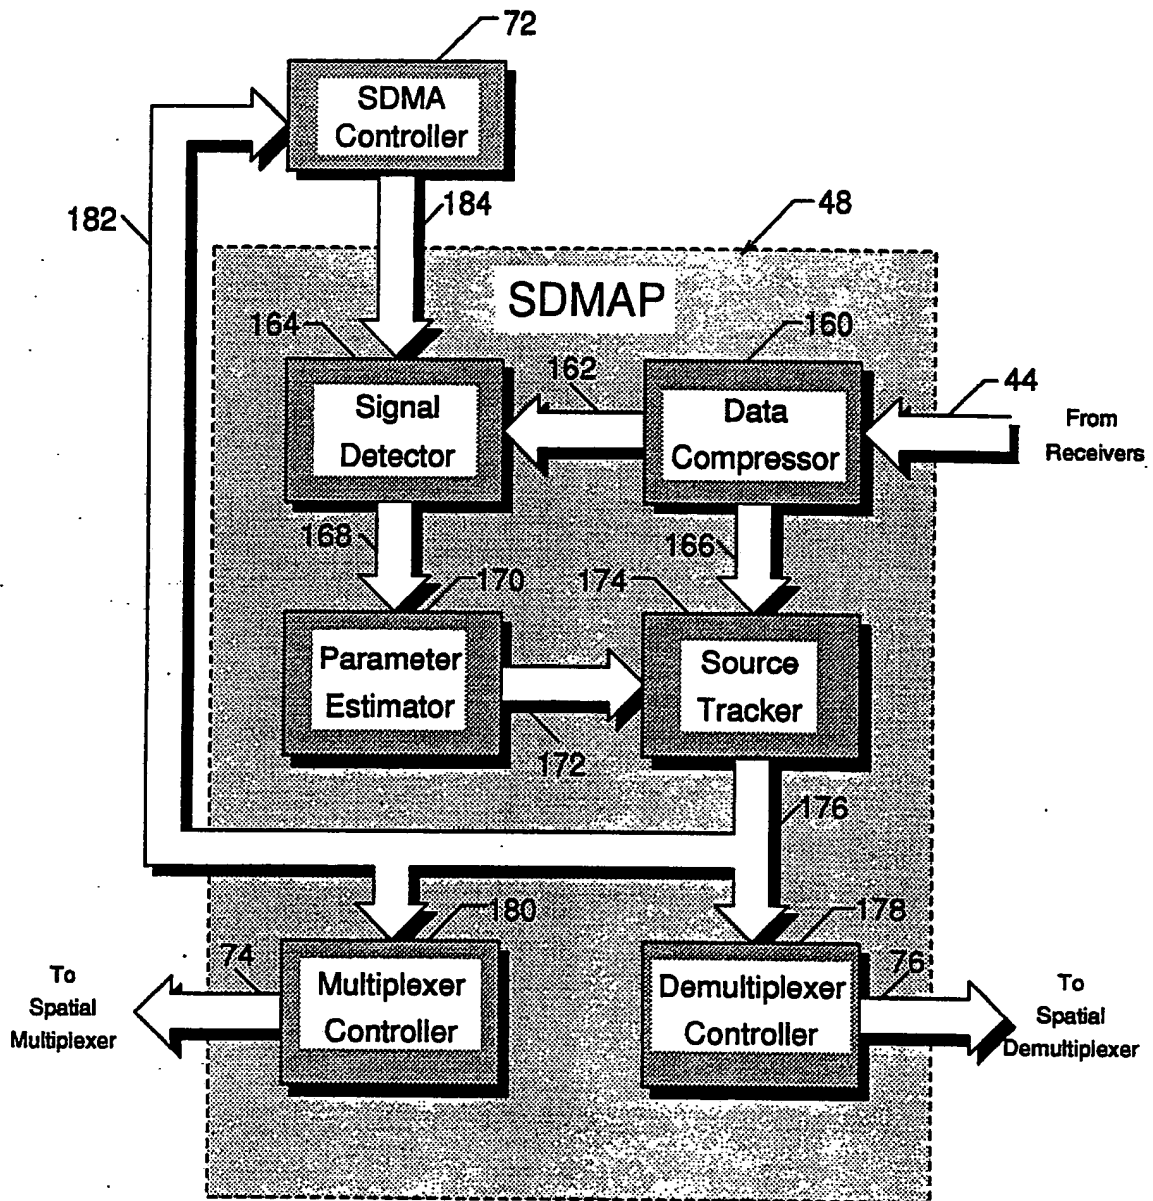 72
SDMA
Controller
182
184
48
SDMAP
164
160
162
44
Signal
Detector
Data
Compressor
From
Receivers
168
166
170
174
Parameter
Estimator
Source
Tracker
172
176
180
178
74
76
To
Spatial
Multiplexer
Multiplexer
Controller
Demultiplexer
Controller
To
Spatial
Demultiplexer